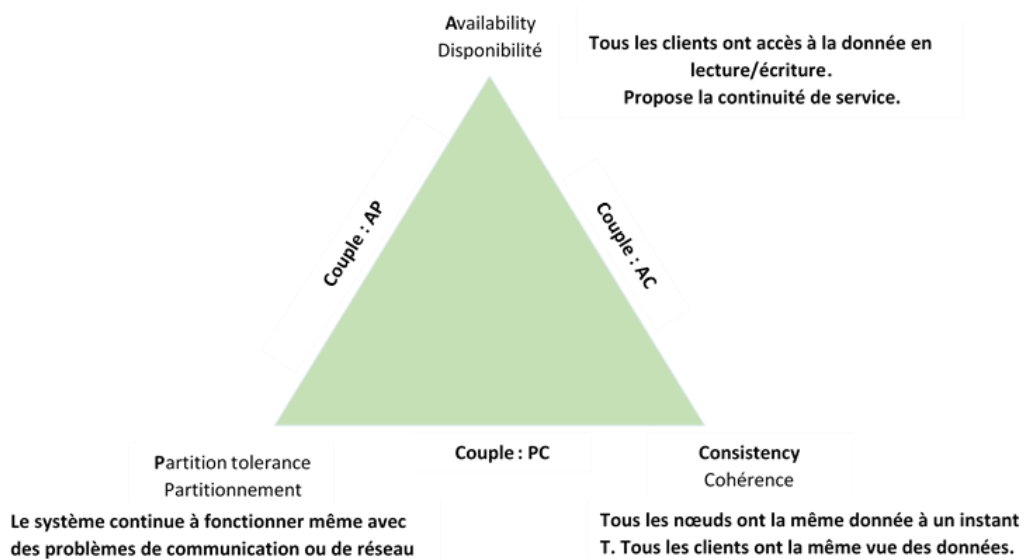 Availability
Disponibilité
Tous les clients ont accès à la donnée en
lecture/écriture.
Propose la continuité de service.
Couple : AP
Couple : AC
Couple : PC
Partition tolerance
Partitionnement
Consistency
Cohérence
Le système continue à fonctionner même avec
des problèmes de communication ou de réseau
Tous les nœuds ont la même donnée à un instant
T. Tous les clients ont la même vue des données.